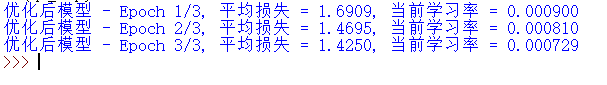 优化后模型 - Epoch 1/3, 平均损失 = 1.6909, 当前学习率 = 0.000900
优化后模型 - Epoch 2/3, 平均损失 = 1.4695, 当前学习率 = 0.000810
优化后模型 - Epoch 3/3, 平均损失 = 1.4250, 当前学习率 = 0.000729
>>>